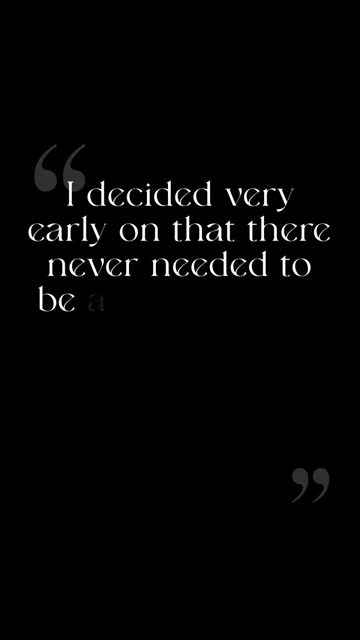 “
I decided very
early on that there
never needed to
be a
”